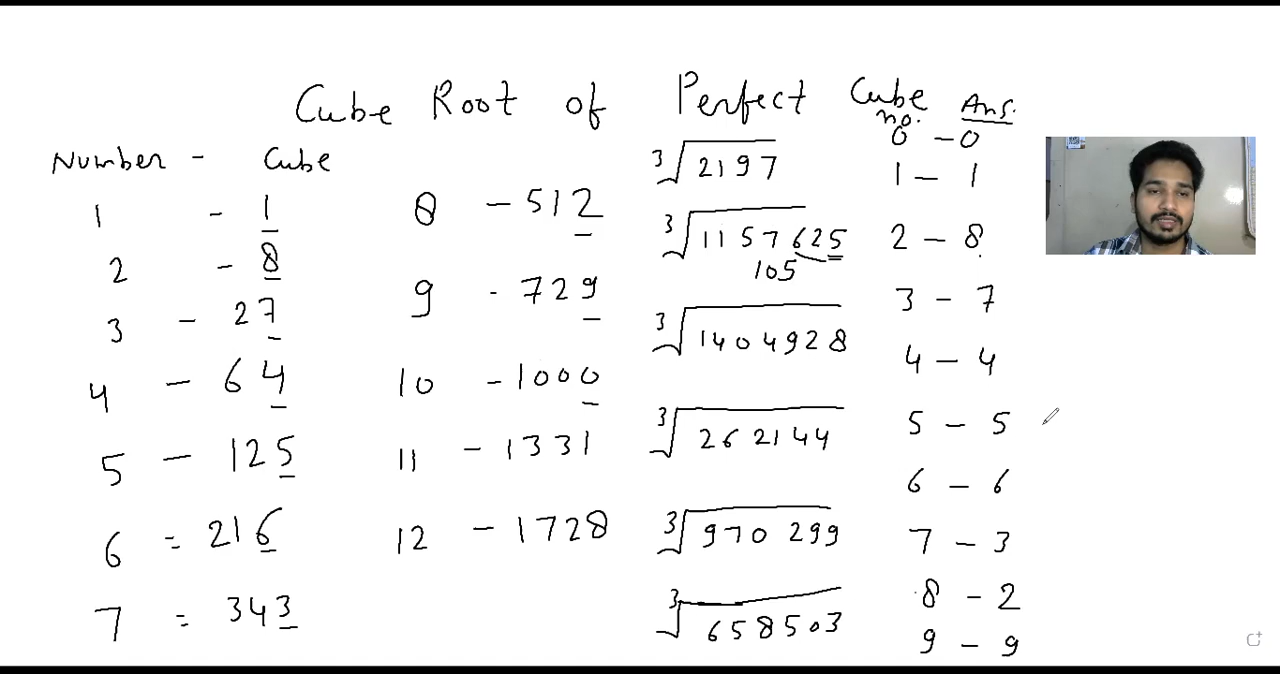 Cube Root of Perfect Cube
Number - Cube
1 - 1
2 - 8
3 - 27
4 - 64
5 - 125
6 = 216
7 = 343
8 - 512
9 - 729
10 - 1000
11 - 1331
12 - 1728
3√2197
3√1157625
105
3√1404928
3√262144
3√970299
3√658503
no. Ans.
0 - 0
1 - 1
2 - 8
3 - 7
4 - 4
5 - 5
6 - 6
7 - 3
8 - 2
9 - 9